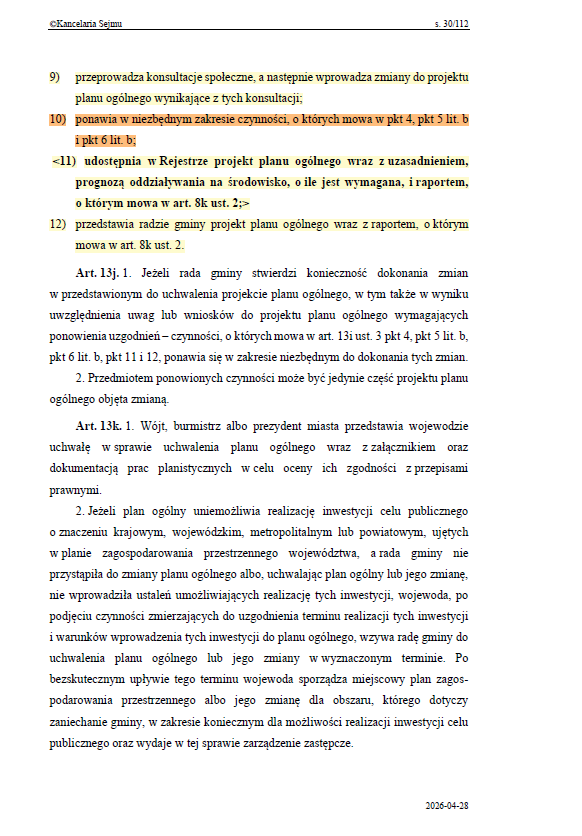 ©Kancelaria Sejmu s. 30/112
9) przeprowadza konsultacje społeczne, a następnie wprowadza zmiany do projektu
planu ogólnego wynikające z tych konsultacji;
10) ponawia w niezbędnym zakresie czynności, o których mowa w pkt 4, pkt 5 lit. b
i pkt 6 lit. b;
<11) udostępnia w Rejestrze projekt planu ogólnego wraz z uzasadnieniem,
prognozą oddziaływania na środowisko, o ile jest wymagana, i raportem,
o którym mowa w art. 8k ust. 2;>
12) przedstawia radzie gminy projekt planu ogólnego wraz z raportem, o którym
mowa w art. 8k ust. 2.
Art. 13j. 1. Jeżeli rada gminy stwierdzi konieczność dokonania zmian
w przedstawionym do uchwalenia projekcie planu ogólnego, w tym także w wyniku
uwzględnienia uwag lub wniosków do projektu planu ogólnego wymagających
ponowienia uzgodnień – czynności, o których mowa w art. 13i ust. 3 pkt 4, pkt 5 lit. b,
pkt 6 lit. b, pkt 11 i 12, ponawia się w zakresie niezbędnym do dokonania tych zmian.
2. Przedmiotem ponowionych czynności może być jedynie część projektu planu
ogólnego objęta zmianą.
Art. 13k. 1. Wójt, burmistrz albo prezydent miasta przedstawia wojewodzie
uchwałę w sprawie uchwalenia planu ogólnego wraz z załącznikiem oraz
dokumentacją prac planistycznych w celu oceny ich zgodności z przepisami
prawnymi.
2. Jeżeli plan ogólny uniemożliwia realizację inwestycji celu publicznego
o znaczeniu krajowym, wojewódzkim, metropolitalnym lub powiatowym, ujętych
w planie zagospodarowania przestrzennego województwa, a rada gminy nie
przystąpiła do zmiany planu ogólnego albo, uchwalając plan ogólny lub jego zmianę,
nie wprowadziła ustaleń umożliwiających realizację tych inwestycji, wojewoda, po
podjęciu czynności zmierzających do uzgodnienia terminu realizacji tych inwestycji
i warunków wprowadzenia tych inwestycji do planu ogólnego, wzywa radę gminy do
uchwalenia planu ogólnego lub jego zmiany w wyznaczonym terminie. Po
bezskutecznym upływie tego terminu wojewoda sporządza miejscowy plan zagos-
podarowania przestrzennego albo jego zmianę dla obszaru, którego dotyczy
zaniechanie gminy, w zakresie koniecznym dla możliwości realizacji inwestycji celu
publicznego oraz wydaje w tej sprawie zarządzenie zastępcze.
2026-04-28